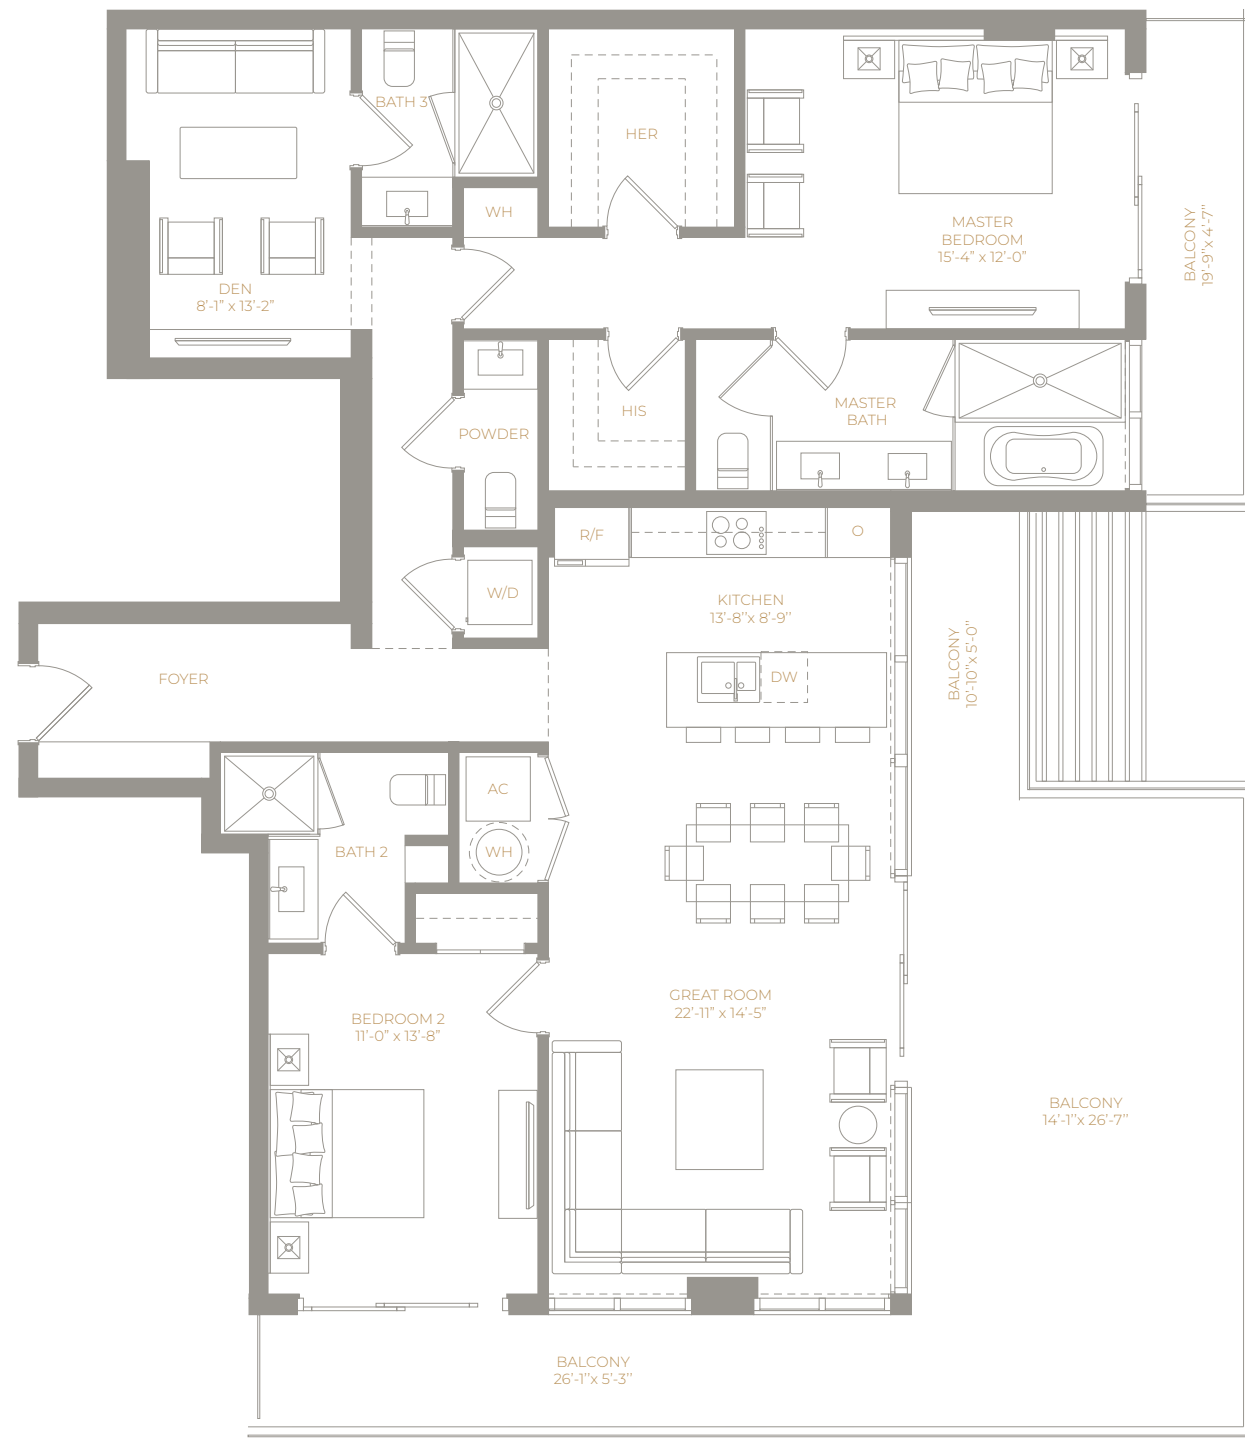 BATH 3
HER
WH
MASTER
BEDROOM
15'-4" x 12'-0"
BALCONY
19'-9"x 4'-7"
DEN
8'-1" x 13'-2"
HIS
MASTER
BATH
POWDER
R/F
O
W/D
KITCHEN
13'-8"x 8'-9"
BALCONY
10'-10"x 5'-0"
FOYER
DW
AC
WH
BATH 2
GREAT ROOM
22'-11" x 14'-5"
BEDROOM 2
11'-0" x 13'-8"
BALCONY
14'-1"x 26'-7"
BALCONY
26'-1"x 5'-3"